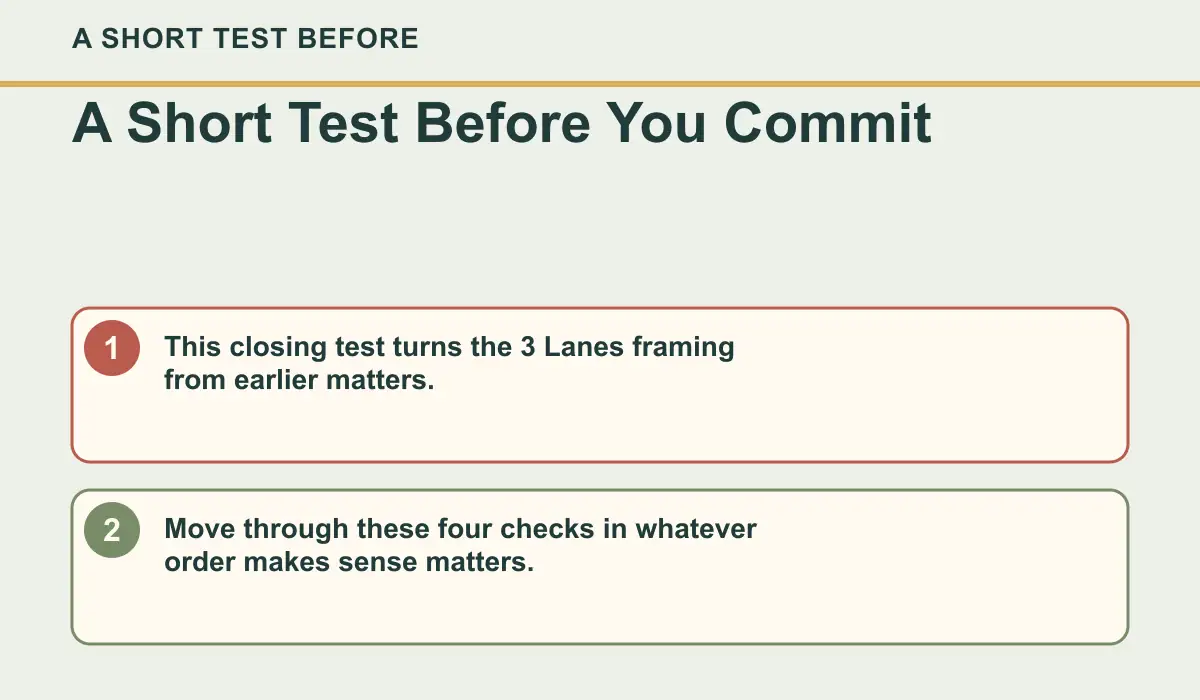 A SHORT TEST BEFORE
A Short Test Before You Commit
1
This closing test turns the 3 Lanes framing
from earlier matters.
2
Move through these four checks in whatever
order makes sense matters.